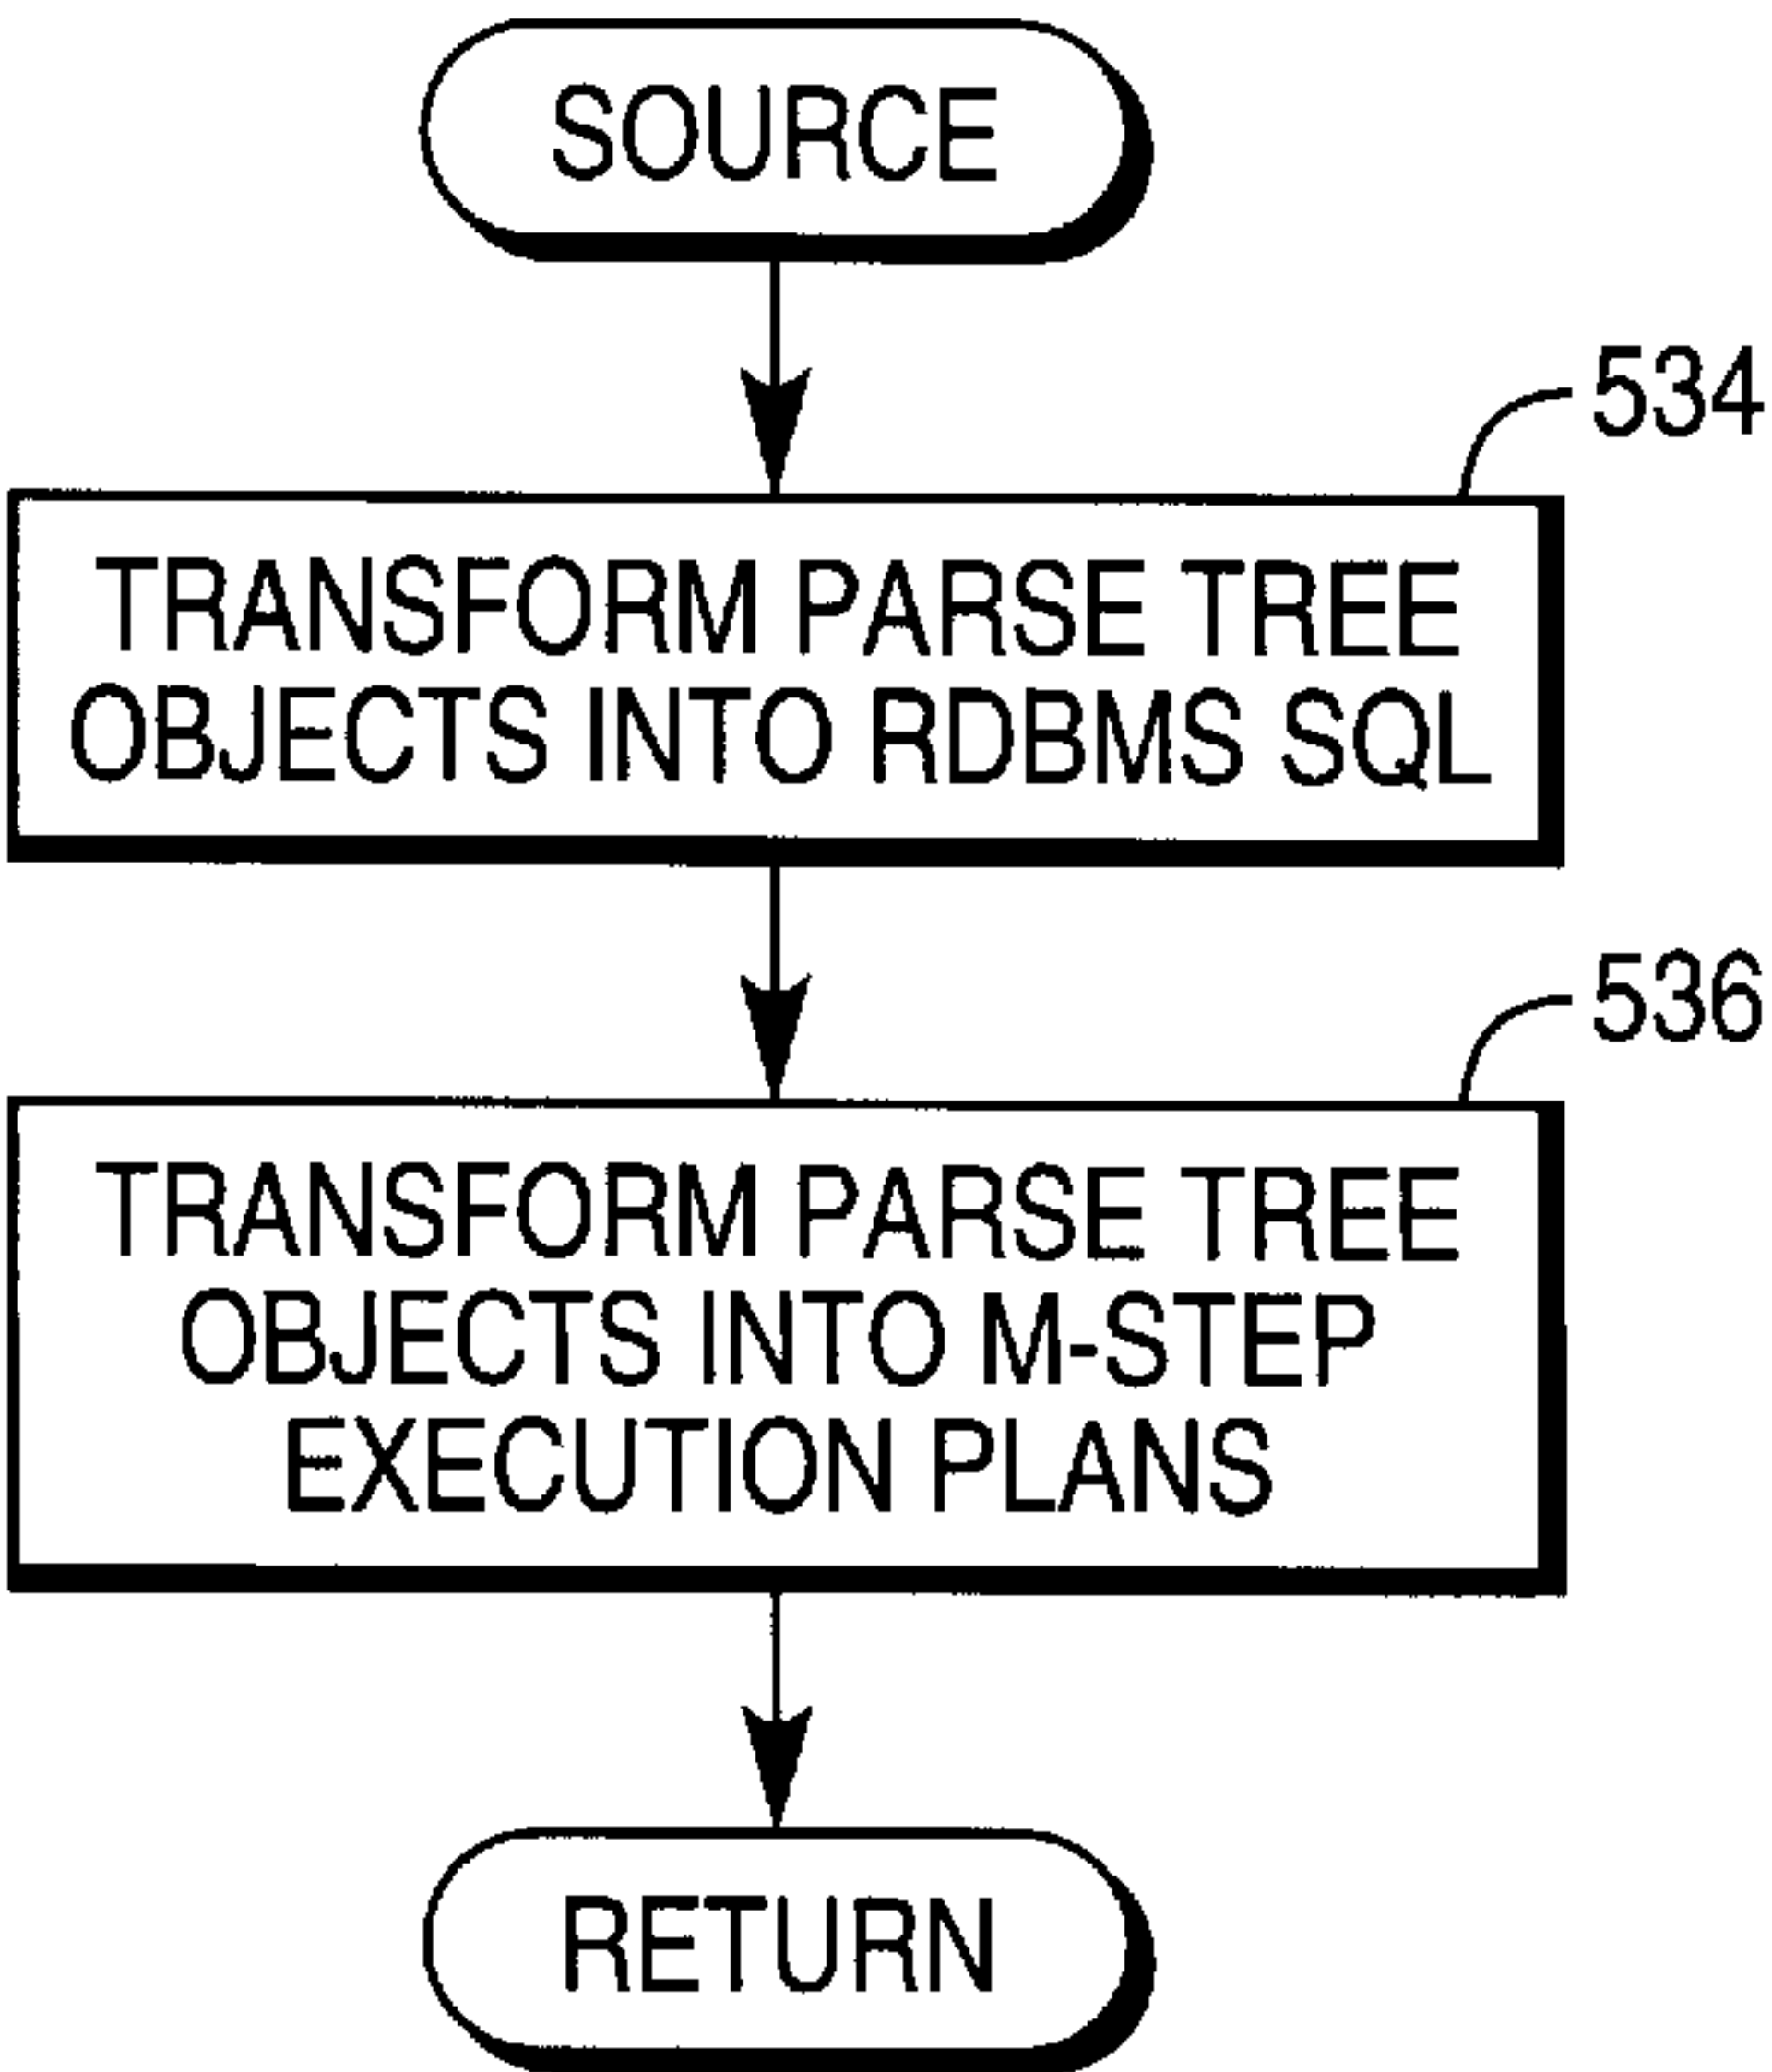 SOURCE
534
TRANSFORM PARSE TREE
OBJECTS INTO RDBMS SQL
536
TRANSFORM PARSE TREE
OBJECTS INTO M-STEP
EXECUTION PLANS
RETURN